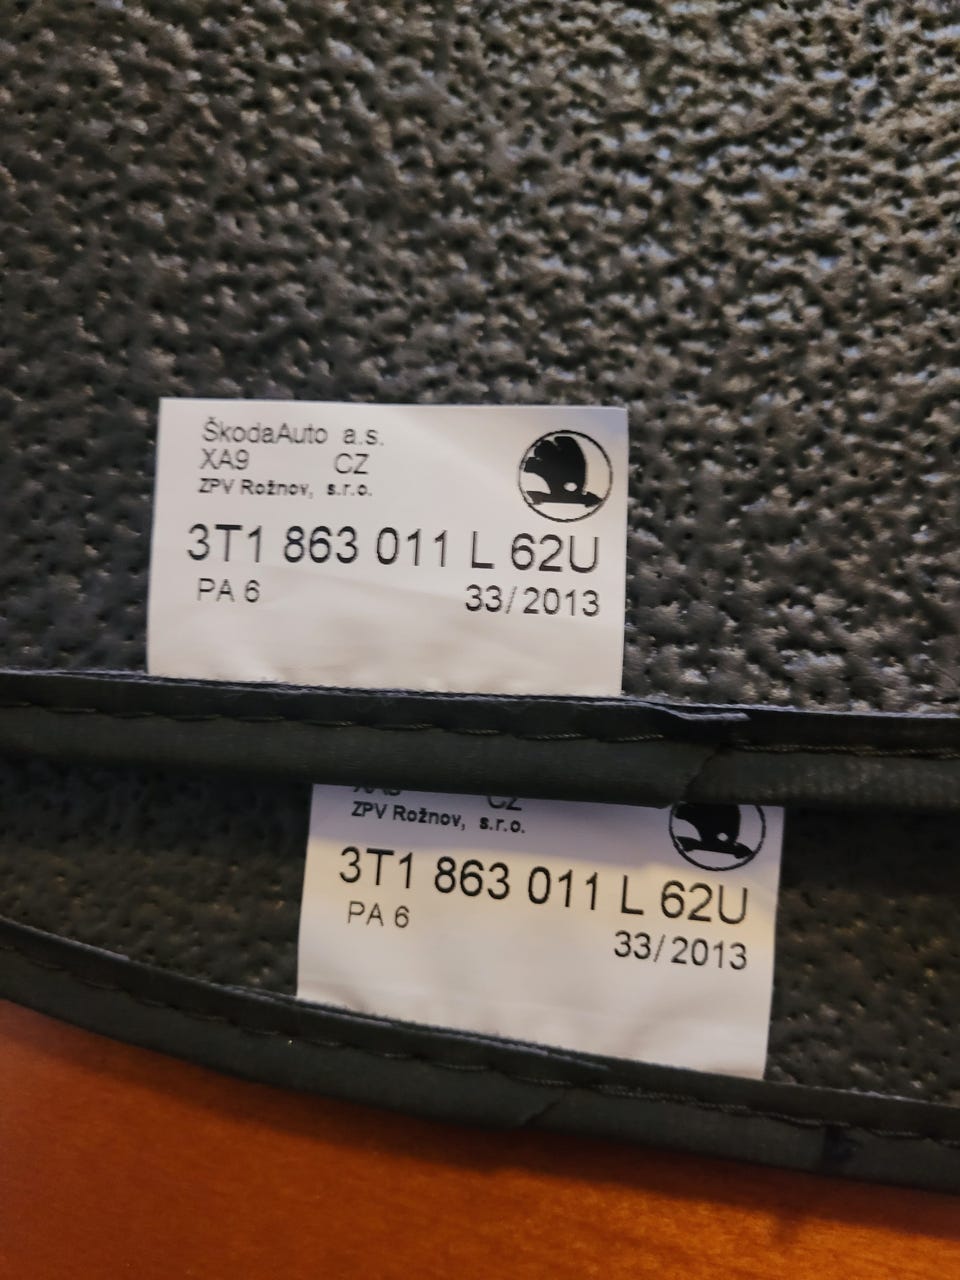 ŠkodaAuto a.s.
XA9 CZ
ZPV Rožnov, s.r.o.
3T1 863 011 L 62U
PA 6 33/2013
CZ
ZPV Rožnov, s.r.o.
3T1 863 011 L 62U
PA 6
33/2013